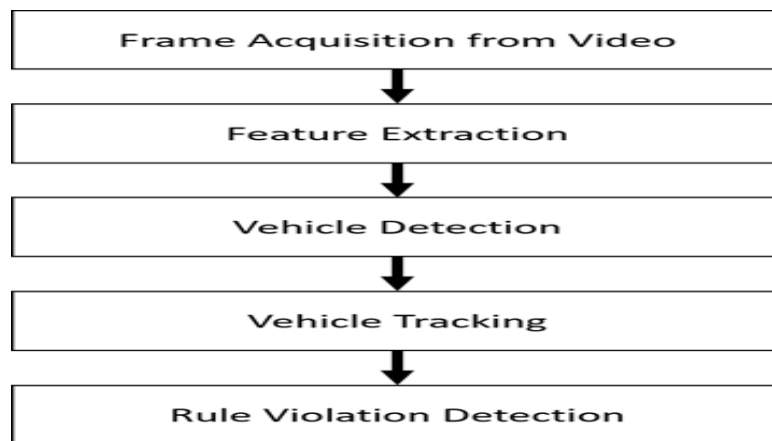 Frame Acquisition from Video
Feature Extraction
Vehicle Detection
Vehicle Tracking
Rule Violation Detection